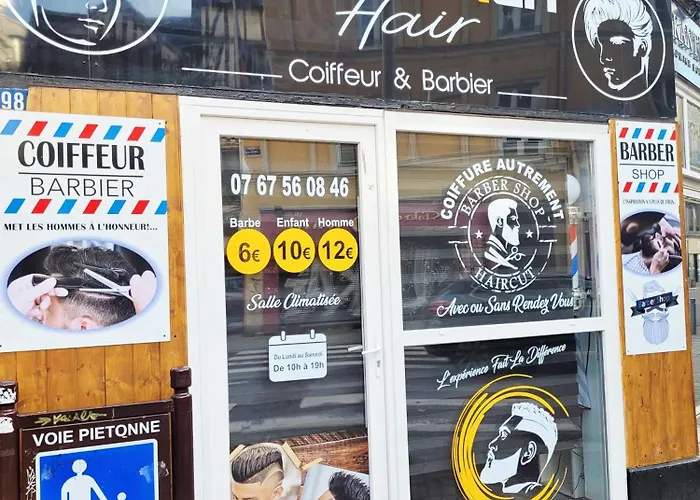 Hair
Coiffeur & Barbier
98
COIFFEUR
BARBIER
MET LES HOMMES À L'HONNEUR!...
07 67 56 08 46
Barbe Enfant Homme
6€ 10€ 12€
Salle Climatisée
Du Lundi au Samedi
De 10h à 19h
COIFFURE AUTREMENT
BARBER SHOP
HAIRCUT
Avec ou Sans Rendez Vous
L'expérience Fait La Différence
BARBER
SHOP
Barber Shop
VOIE PIETONNE